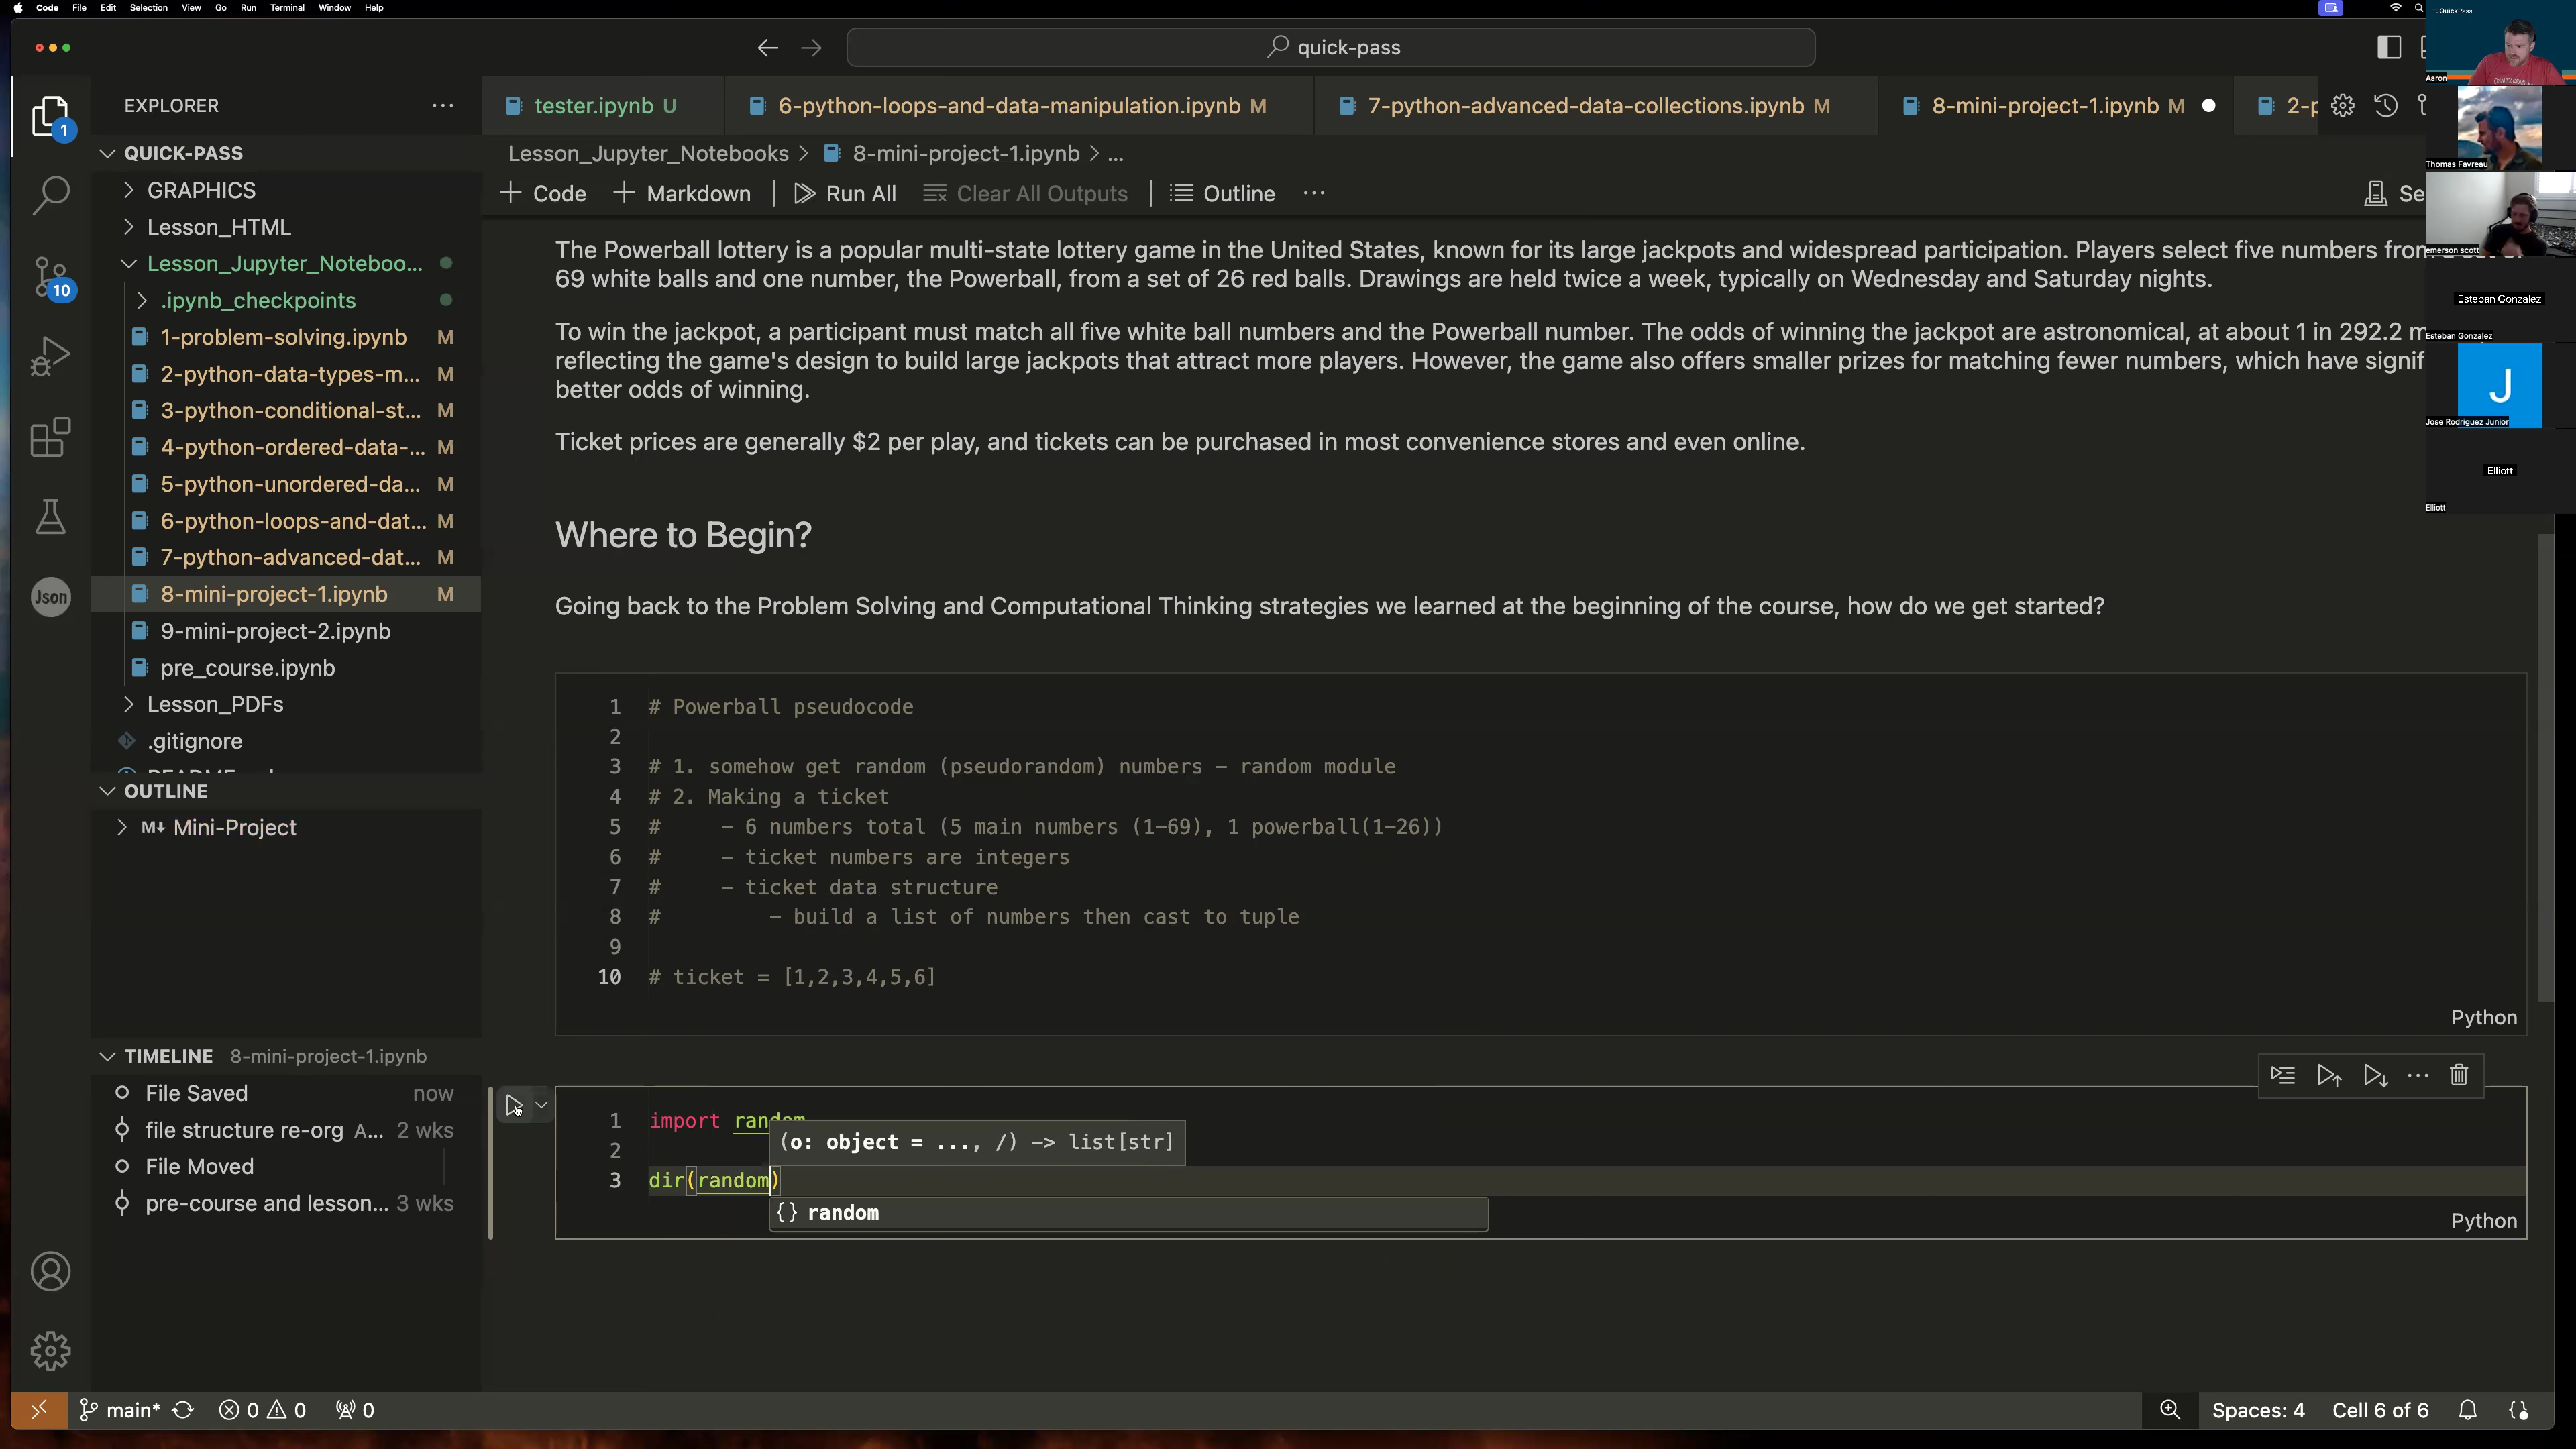 Code File Edit Selection View Go Run Terminal Window Help
QuickPass
quick-pass
Aaron
EXPLORER
tester.ipynb U
6-python-loops-and-data-manipulation.ipynb M
7-python-advanced-data-collections.ipynb M
8-mini-project-1.ipynb M
1
QUICK-PASS
GRAPHICS
Lesson_HTML
Lesson_Jupyter_Noteboo...
.ipynb_checkpoints
1-problem-solving.ipynb M
2-python-data-types-m... M
3-python-conditional-st... M
4-python-ordered-data-... M
5-python-unordered-da... M
6-python-loops-and-dat... M
7-python-advanced-dat... M
8-mini-project-1.ipynb M
9-mini-project-2.ipynb
pre_course.ipynb
Lesson_PDFs
.gitignore
10
Json
OUTLINE
M Mini-Project
TIMELINE 8-mini-project-1.ipynb
File Saved now
file structure re-org A... 2 wks
File Moved
pre-course and lesson... 3 wks
Lesson_Jupyter_Notebooks > 8-mini-project-1.ipynb > ...
+ Code + Markdown | Run All Clear All Outputs | Outline ...
The Powerball lottery is a popular multi-state lottery game in the United States, known for its large jackpots and widespread participation. Players select five numbers
69 white balls and one number, the Powerball, from a set of 26 red balls. Drawings are held twice a week, typically on Wednesday and Saturday nights.
To win the jackpot, a participant must match all five white ball numbers and the Powerball number. The odds of winning the jackpot are astronomical, at about 1 in 292.2
reflecting the game's design to build large jackpots that attract more players. However, the game also offers smaller prizes for matching fewer numbers, which have
better odds of winning.
Ticket prices are generally $2 per play, and tickets can be purchased in most convenience stores and even online.
Where to Begin?
Going back to the Problem Solving and Computational Thinking strategies we learned at the beginning of the course, how do we get started?
1 # Powerball pseudocode
2
3 # 1. somehow get random (pseudorandom) numbers - random module
4 # 2. Making a ticket
5 # - 6 numbers total (5 main numbers (1-69), 1 powerball(1-26))
6 # - ticket numbers are integers
7 # - ticket data structure
8 # - build a list of numbers then cast to tuple
9
10 # ticket = [1,2,3,4,5,6]
Python
1 import random
(o: object = ..., /) -> list[str]
2
3 dir(random)
{} random
Python
Thomas Favreau
emerson scott
Esteban Gonzalez
Esteban Gonzalez
J
Jose Rodriguez Junior
Elliott
Elliott
main* 0 0 0
Spaces: 4 Cell 6 of 6